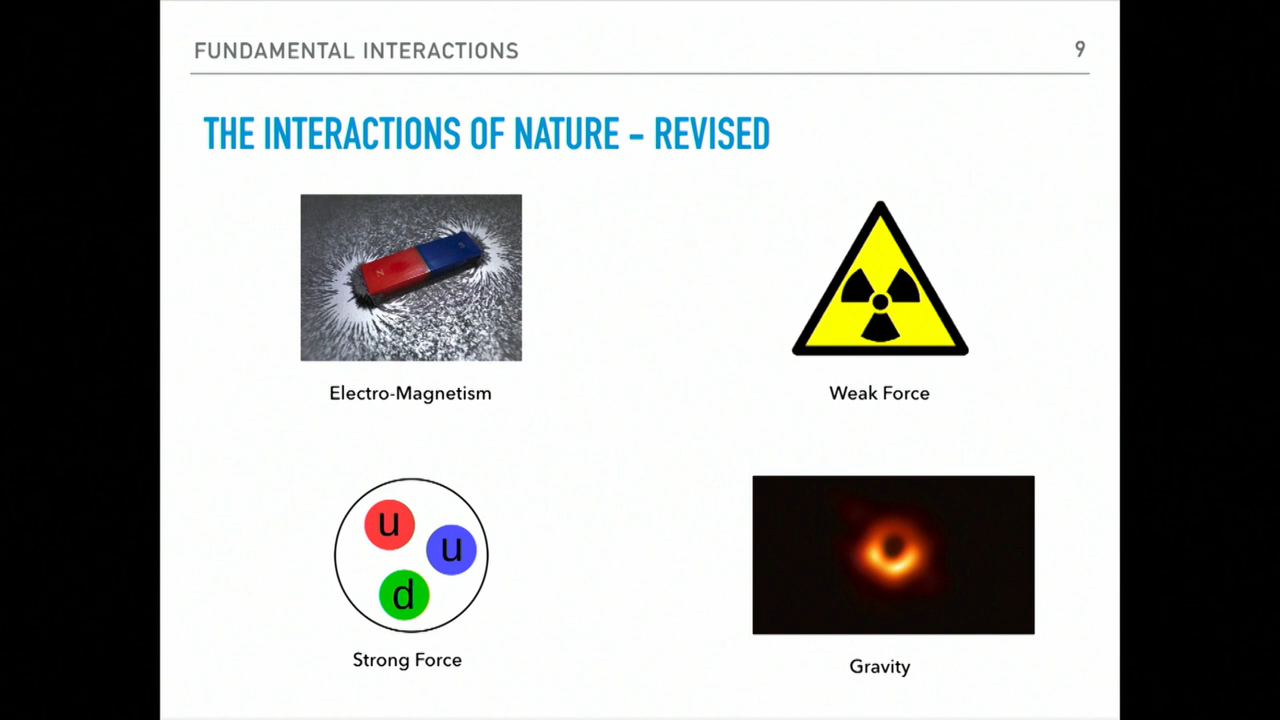 FUNDAMENTAL INTERACTIONS 9
THE INTERACTIONS OF NATURE – REVISED
N S
Electro-Magnetism
Weak Force
u
u
d
Strong Force
Gravity